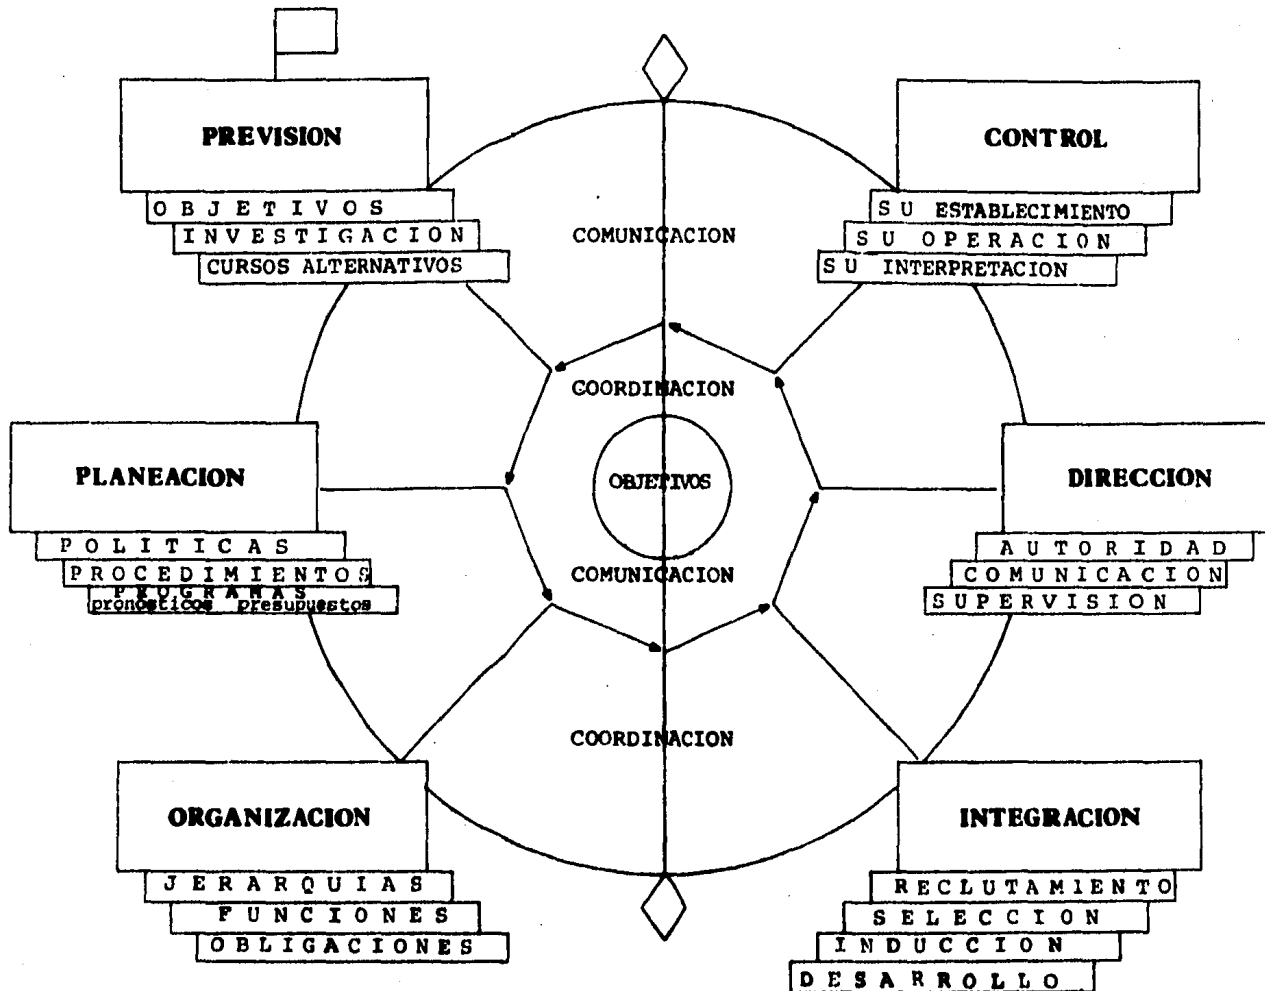 PREVISION
OBJETIVOS
INVESTIGACION
CURSOS ALTERNATIVOS
CONTROL
SU ESTABLECIMIENTO
SU OPERACION
SU INTERPRETACION
COMUNICACION
COORDINACION
OBJETIVOS
COMUNICACION
COORDINACION
PLANEACION
POLITICAS
PROCEDIMIENTOS
PROGRAMAS
pronósticos presupuestos
DIRECCION
AUTORIDAD
COMUNICACION
SUPERVISION
ORGANIZACION
JERARQUIAS
FUNCIONES
OBLIGACIONES
INTEGRACION
RECLUTAMIENTO
SELECCION
INDUCCION
DESARROLLO